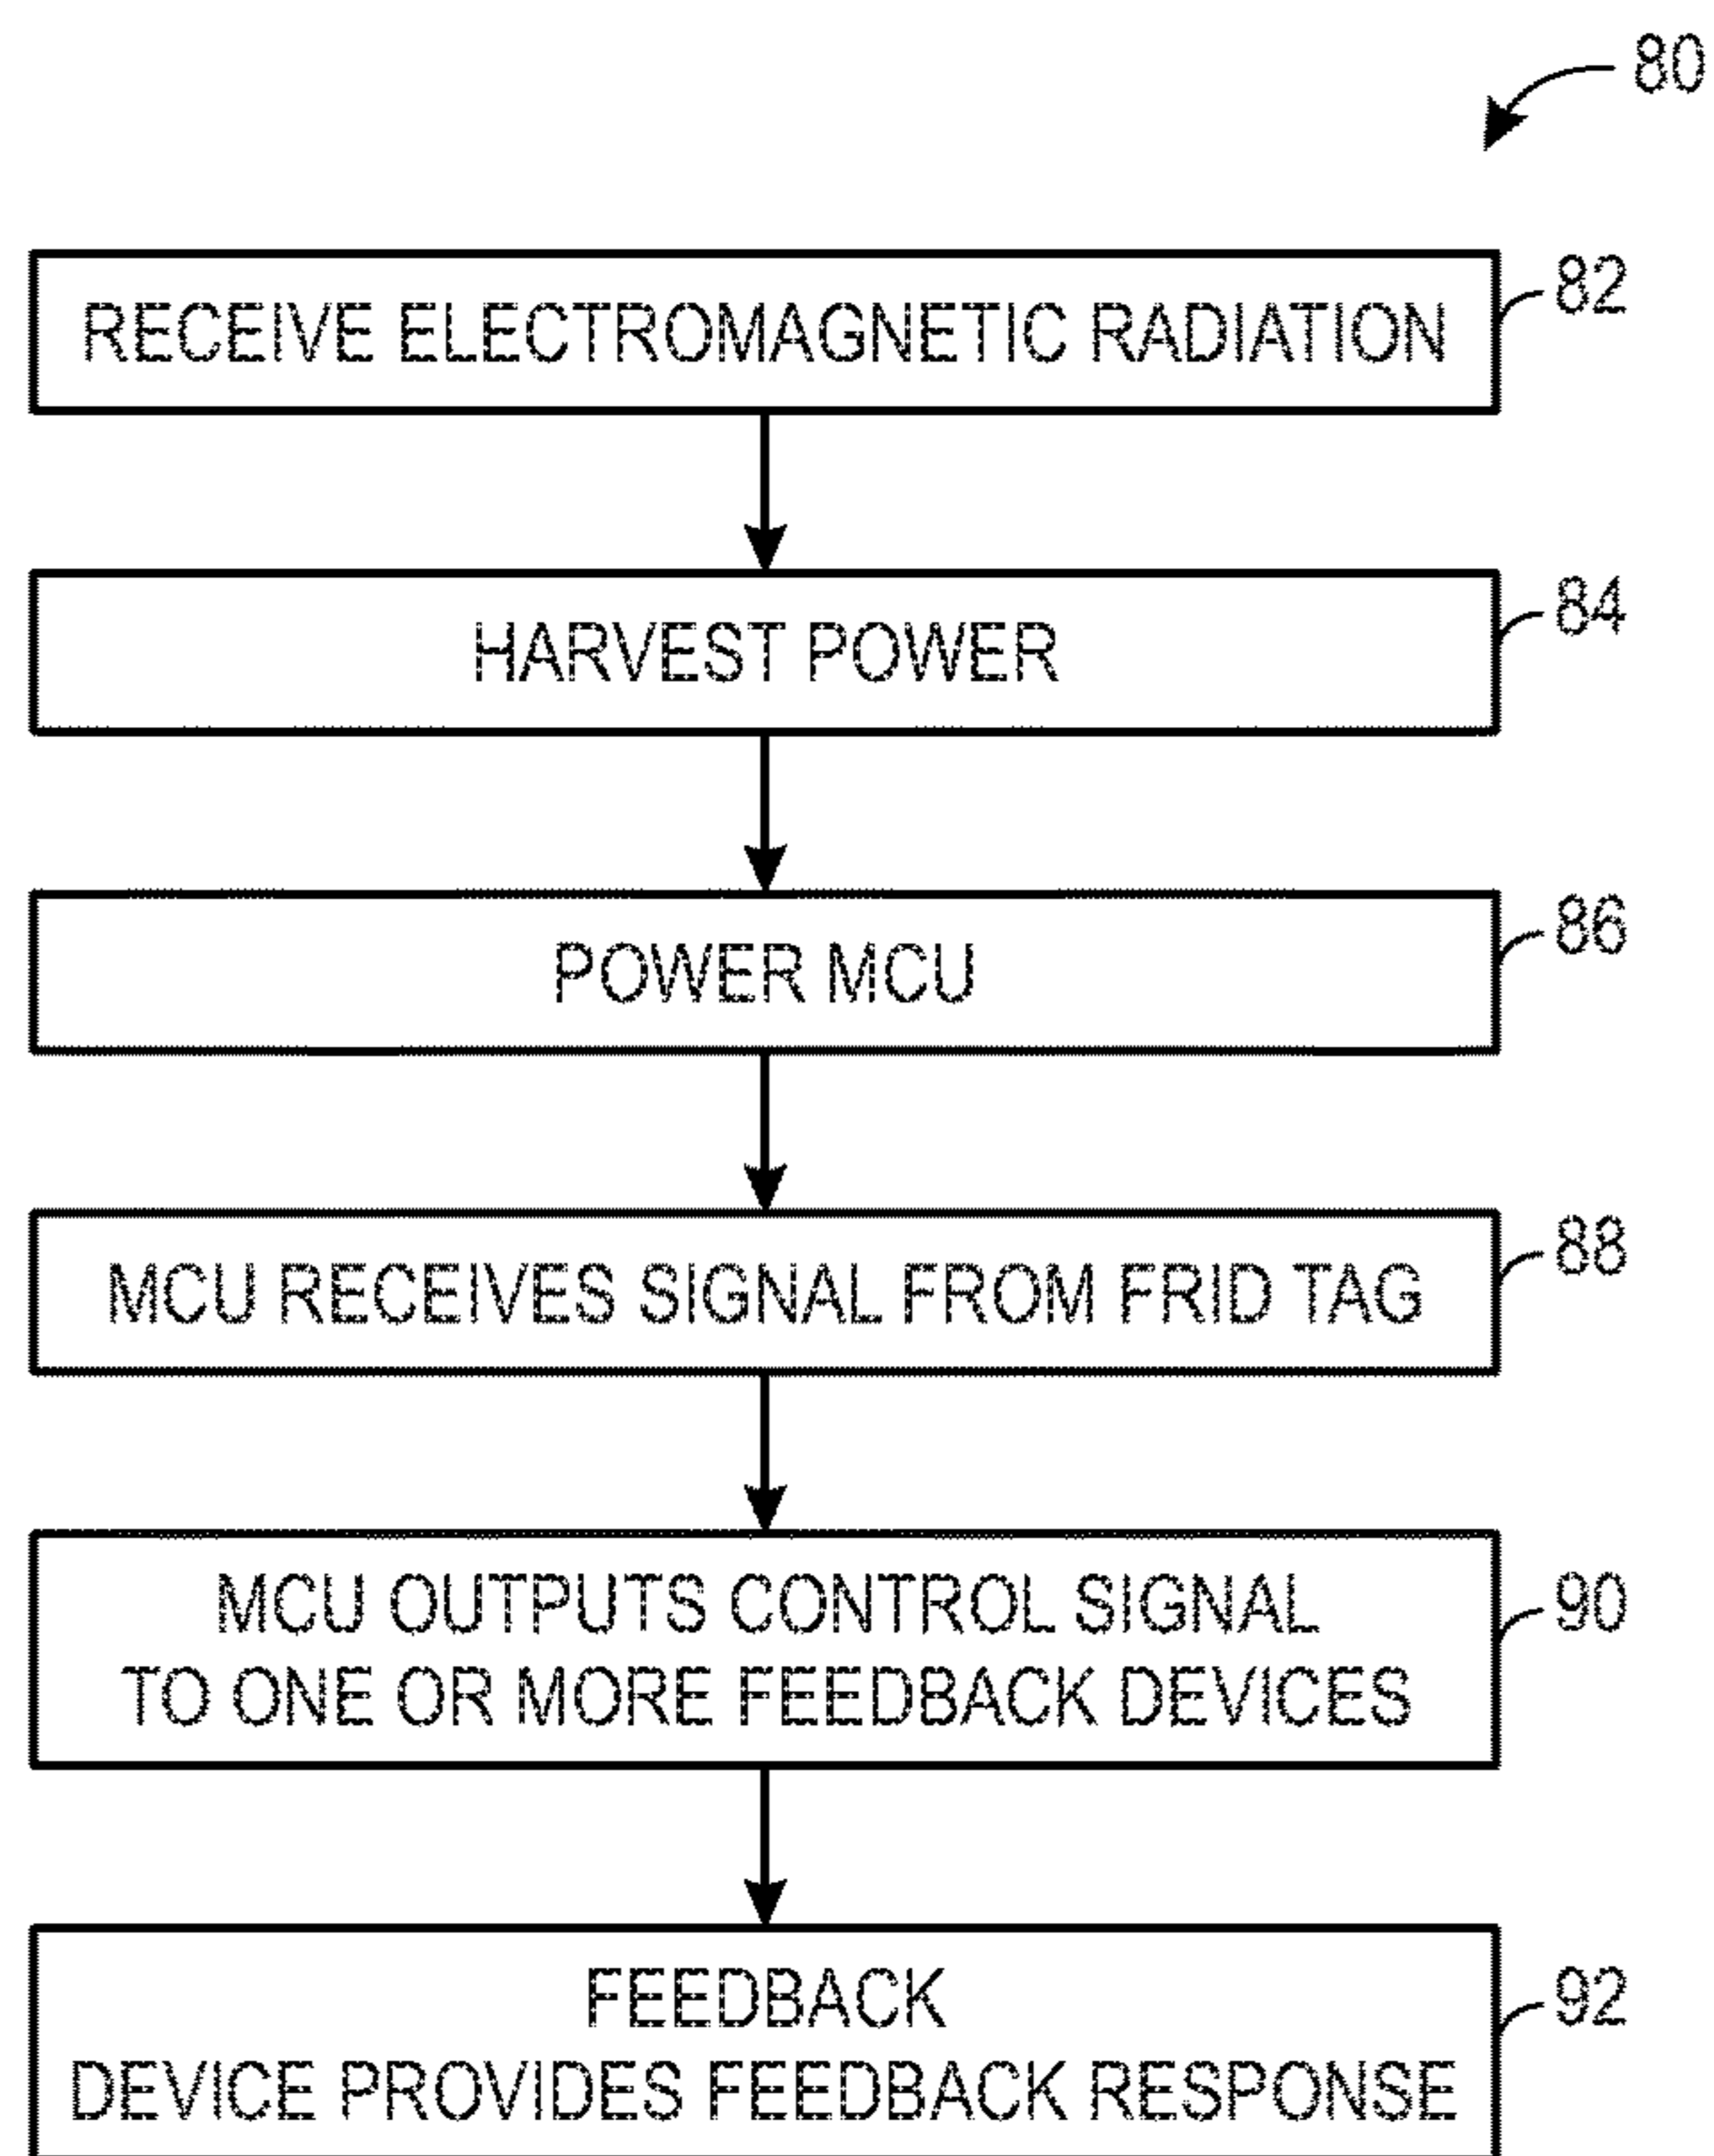 80
RECEIVE ELECTROMAGNETIC RADIATION
82
HARVEST POWER
84
POWER MCU
86
MCU RECEIVES SIGNAL FROM FRID TAG
88
MCU OUTPUTS CONTROL SIGNAL
TO ONE OR MORE FEEDBACK DEVICES
90
FEEDBACK
DEVICE PROVIDES FEEDBACK RESPONSE
92